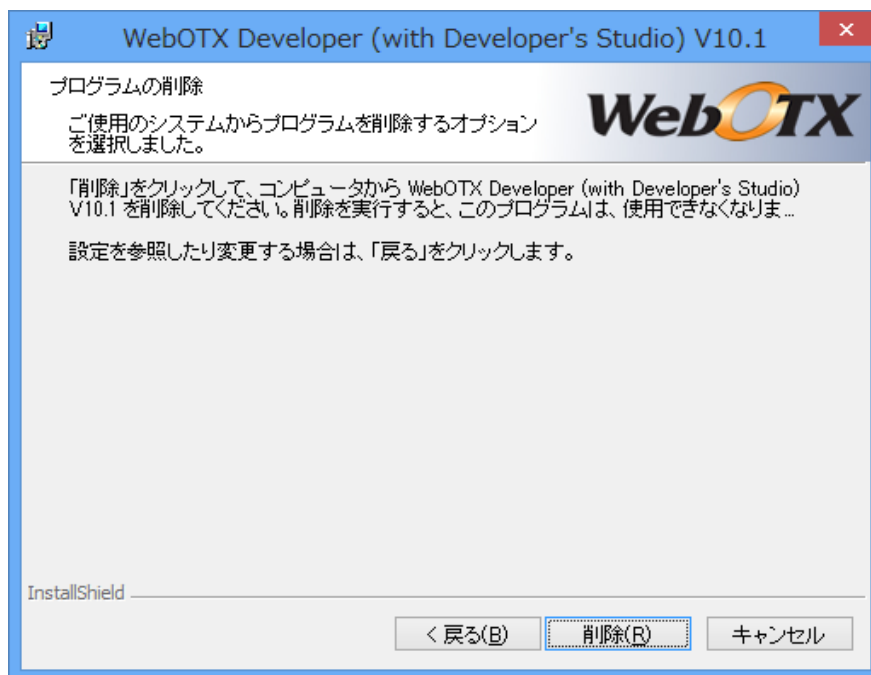 WebOTX Developer (with Developer's Studio) V10.1
プログラムの削除
ご使用のシステムからプログラムを削除するオプション
を選択しました。
WebOTX
「削除」をクリックして、コンピュータから WebOTX Developer (with Developer's Studio)
V10.1 を削除してください。削除を実行すると、このプログラムは、使用できなくなりま...
設定を参照したり変更する場合は、「戻る」をクリックします。
InstallShield
< 戻る(B)
削除(R)
キャンセル